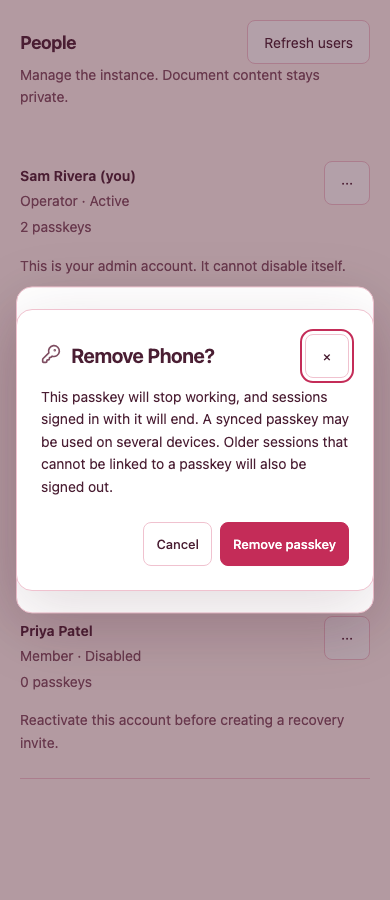 People
Refresh users
Manage the instance. Document content stays
private.
Sam Rivera (you)
...
Operator · Active
2 passkeys
This is your admin account. It cannot disable itself.
Remove Phone?
×
This passkey will stop working, and sessions
signed in with it will end. A synced passkey may
be used on several devices. Older sessions that
cannot be linked to a passkey will also be
signed out.
Cancel
Remove passkey
Priya Patel
...
Member · Disabled
0 passkeys
Reactivate this account before creating a recovery
invite.